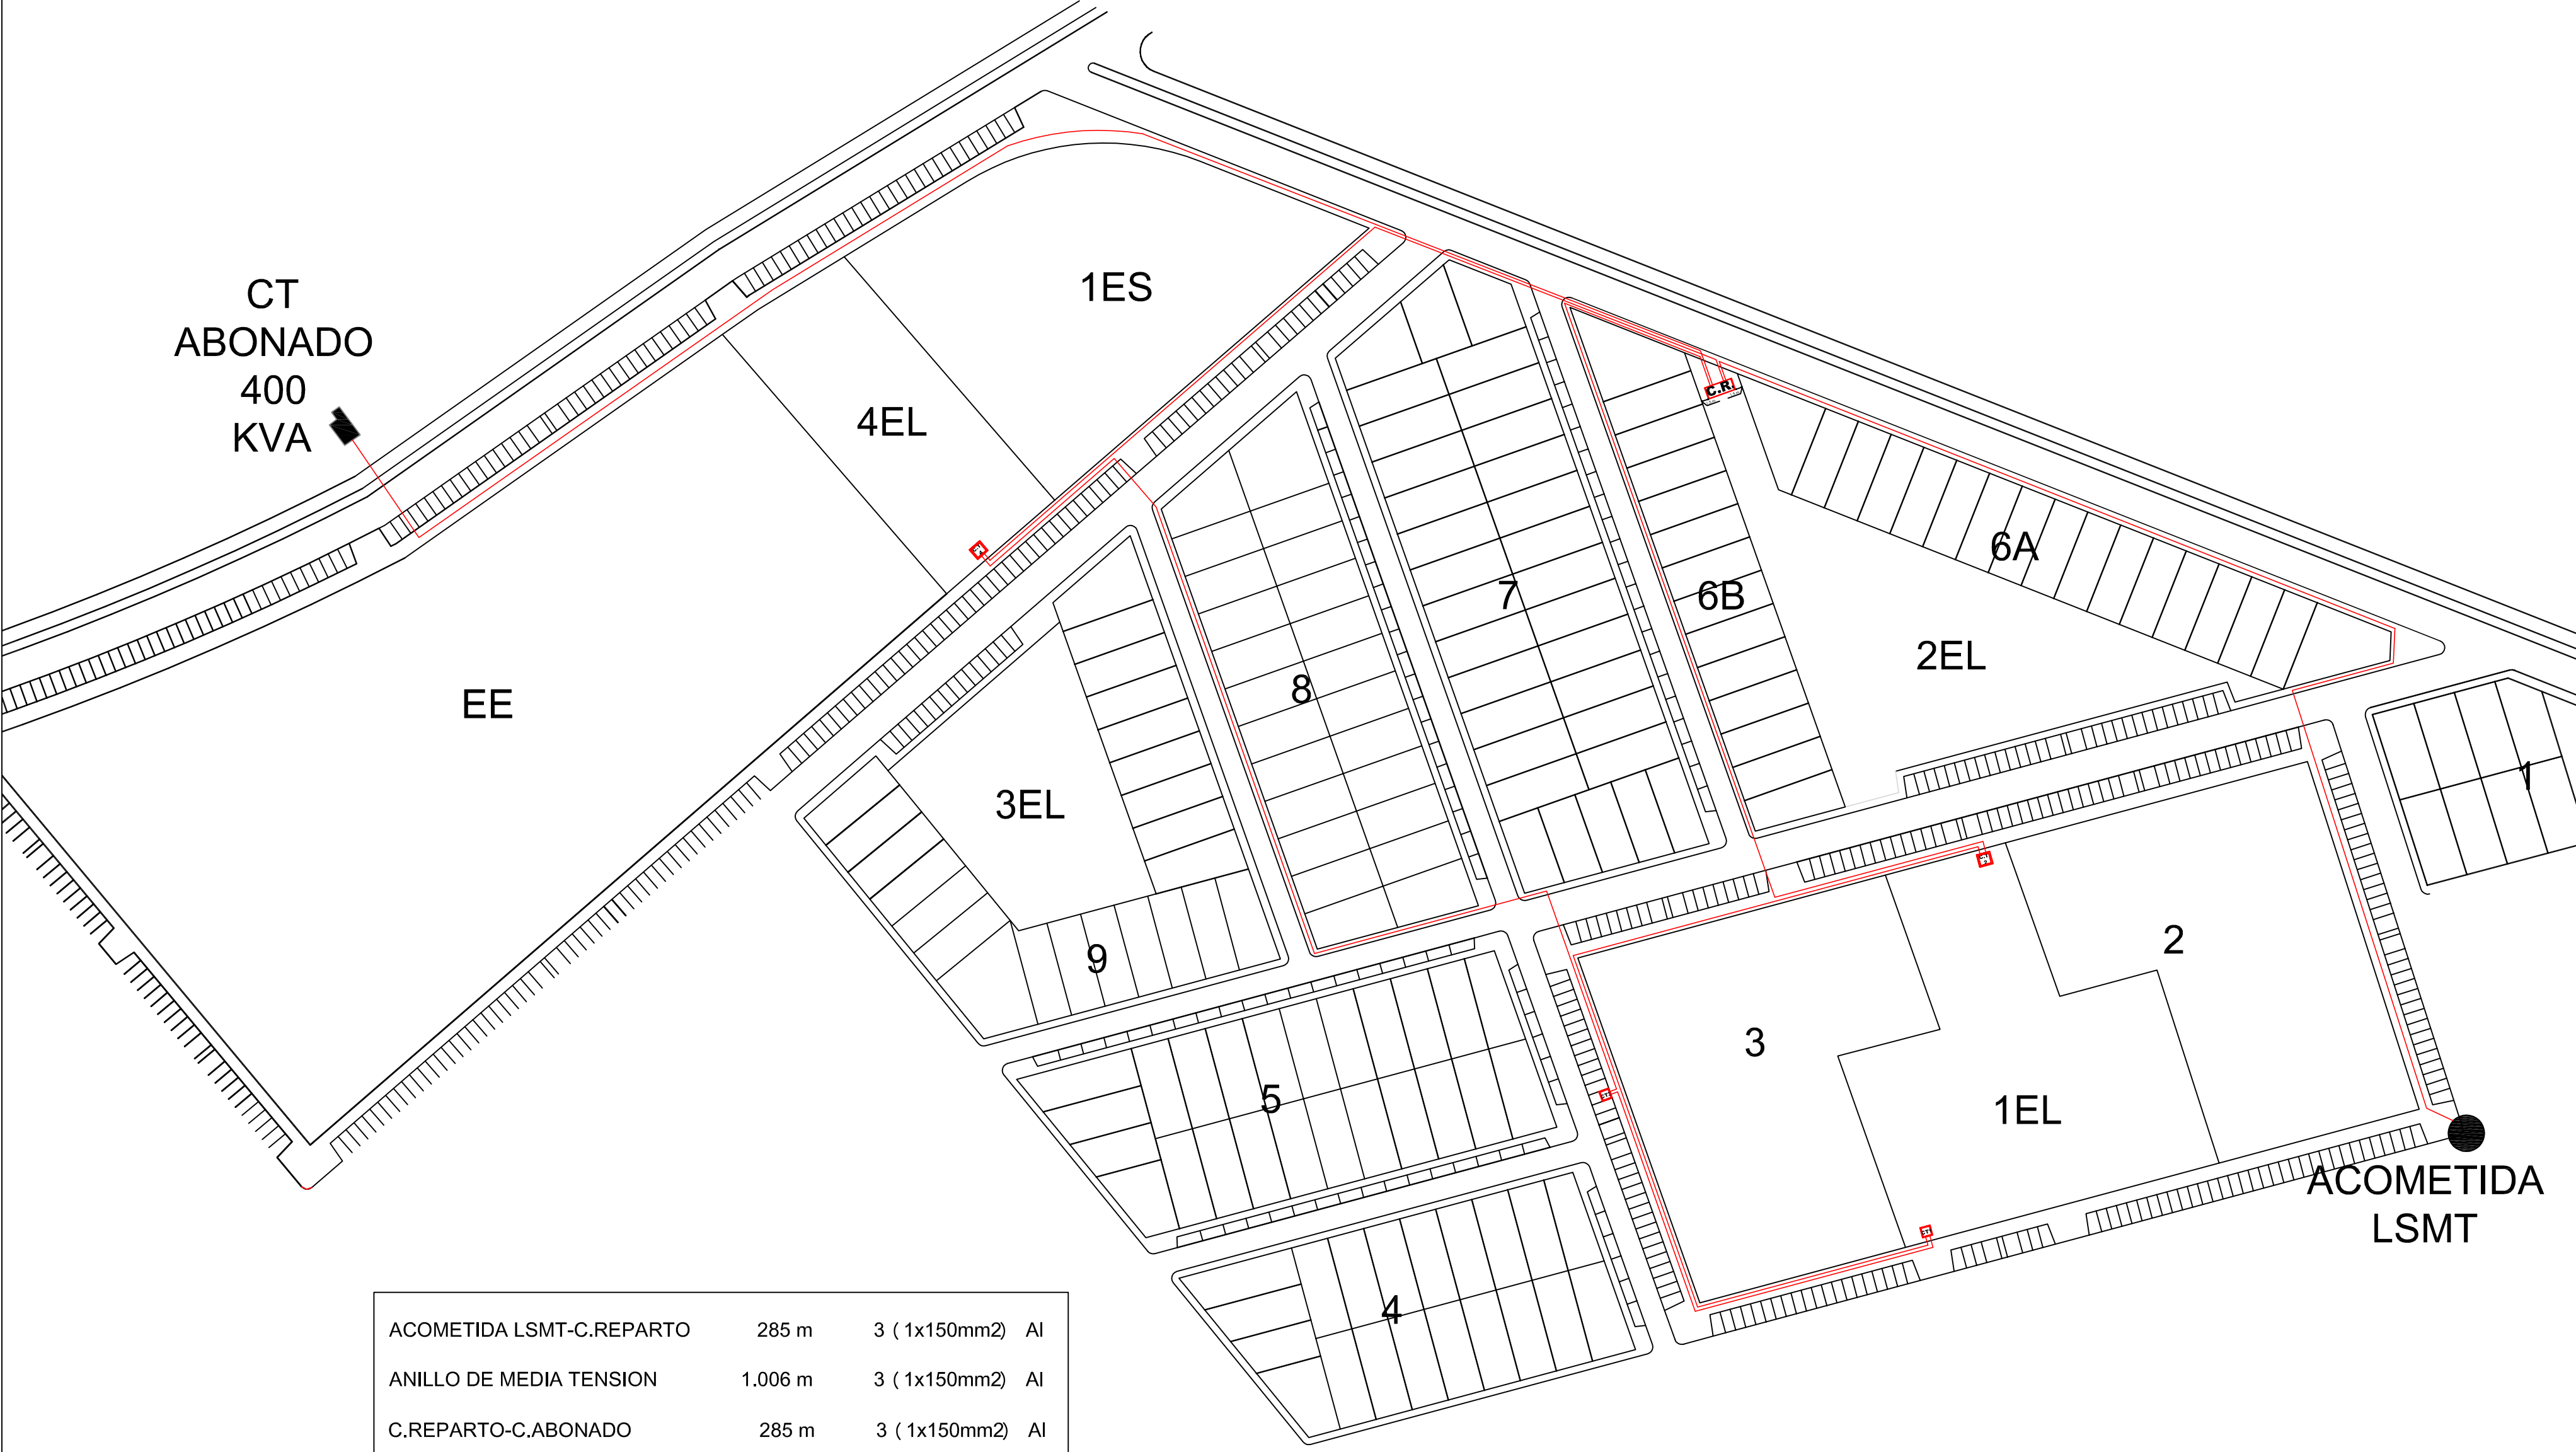 CT
ABONADO
400
KVA
1ES
4EL
EE
C.R.
6A
6B
7
2EL
8
1
3EL
2
9
3
5
1EL
4
ACOMETIDA
LSMT
ACOMETIDA LSMT-C.REPARTO 285 m 3 ( 1x150mm2) Al
ANILLO DE MEDIA TENSION 1.006 m 3 ( 1x150mm2) Al
C.REPARTO-C.ABONADO 285 m 3 ( 1x150mm2) Al